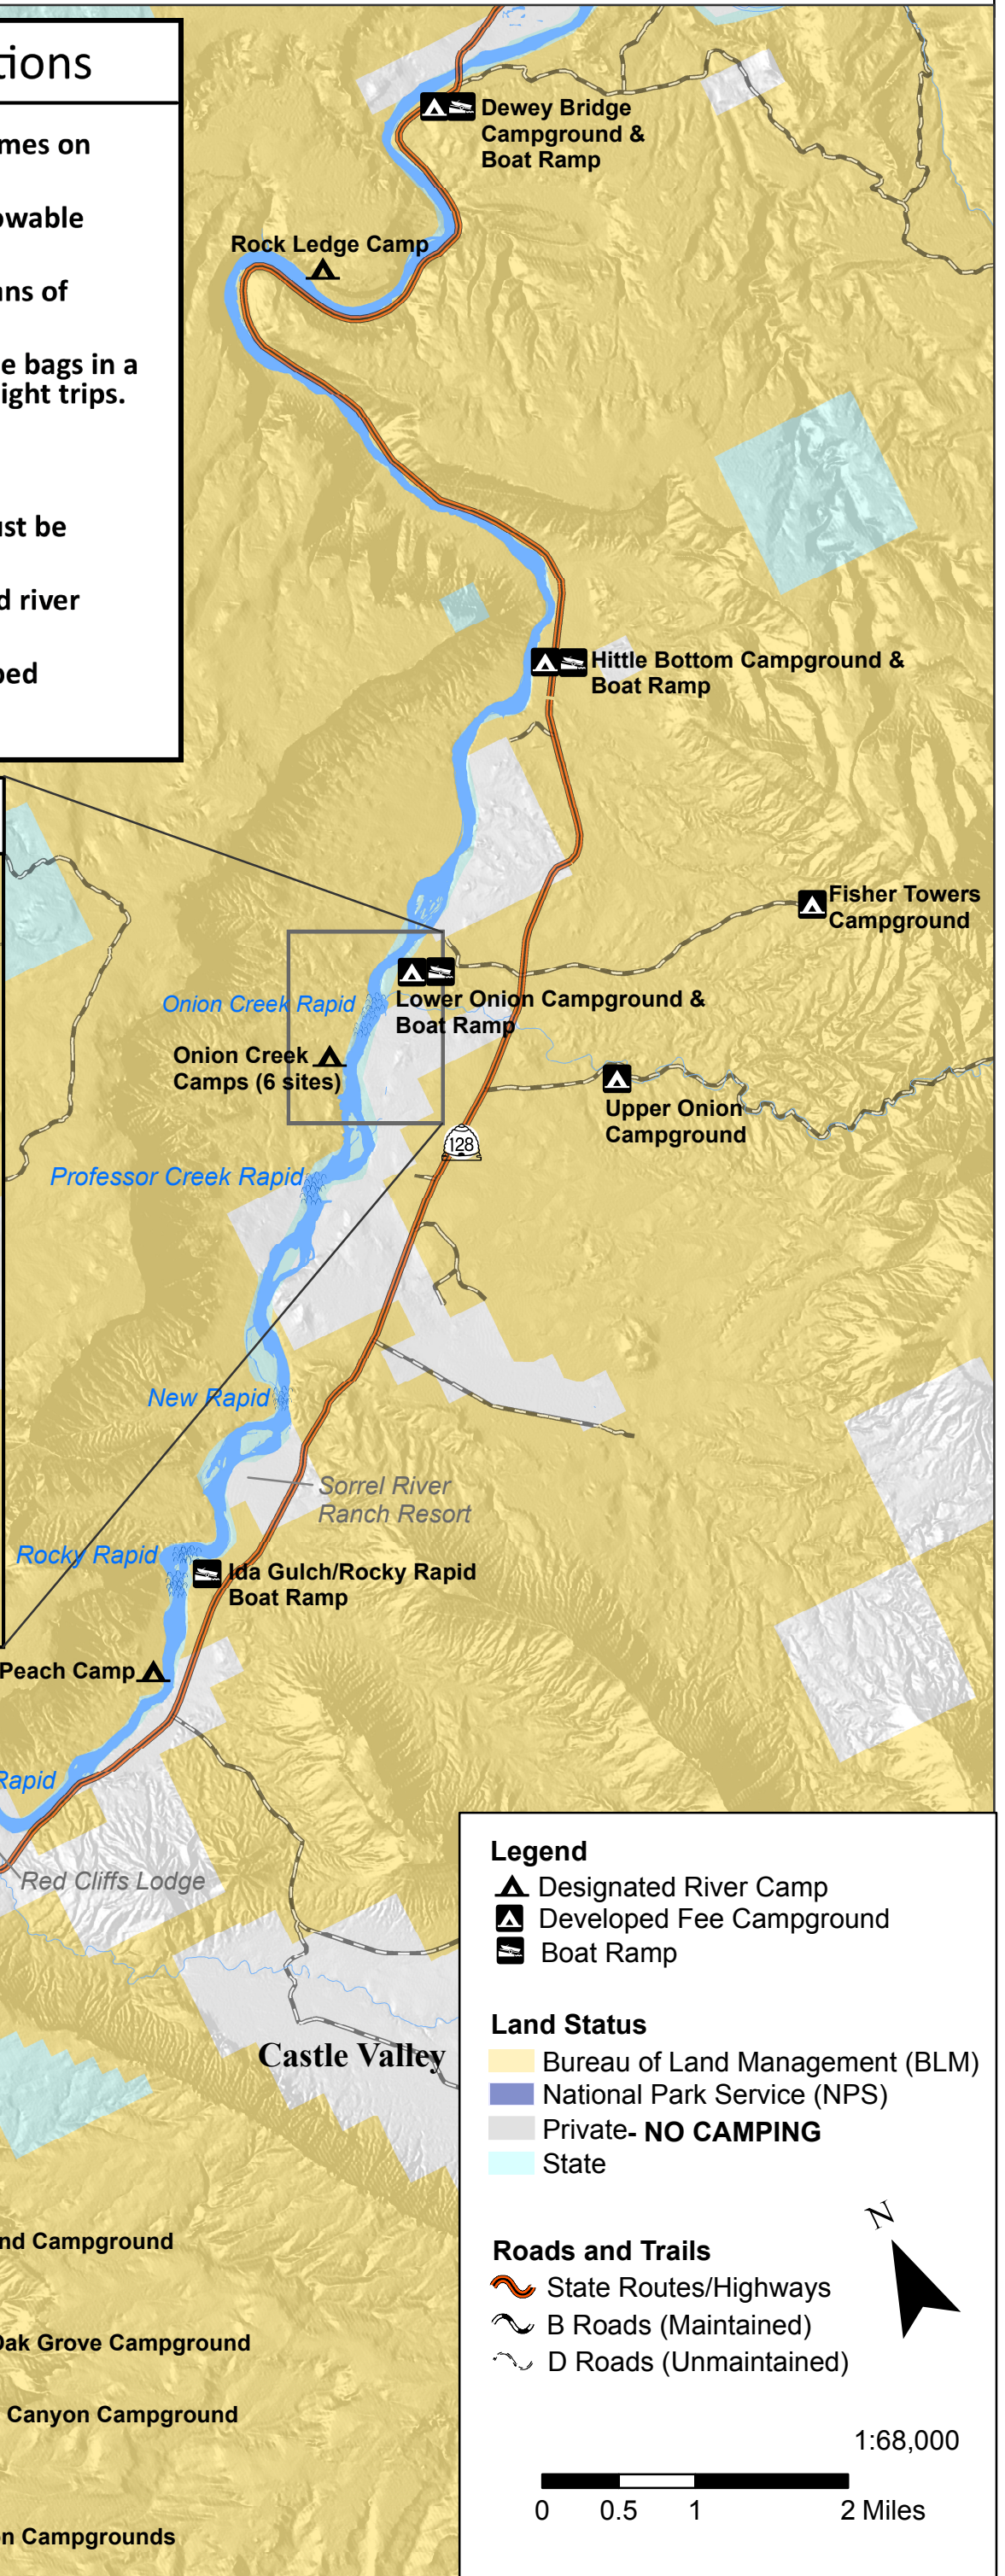 tions
mes on
owable
ans of
e bags in a
ight trips.
ust be
d river
ped
Dewey Bridge
Campground &
Boat Ramp
Rock Ledge Camp
Hittle Bottom Campground &
Boat Ramp
Fisher Towers
Campground
Onion Creek Rapid
Lower Onion Campground &
Boat Ramp
Onion Creek
Camps (6 sites)
Upper Onion
Campground
128
Professor Creek Rapid
New Rapid
Sorrel River
Ranch Resort
Rocky Rapid
Ida Gulch/Rocky Rapid
Boat Ramp
Peach Camp
Rapid
Red Cliffs Lodge
Castle Valley
nd Campground
Oak Grove Campground
Canyon Campground
n Campgrounds
Legend
Designated River Camp
Developed Fee Campground
Boat Ramp
Land Status
Bureau of Land Management (BLM)
National Park Service (NPS)
Private- NO CAMPING
State
N
Roads and Trails
State Routes/Highways
B Roads (Maintained)
D Roads (Unmaintained)
1:68,000
0 0.5 1 2 Miles